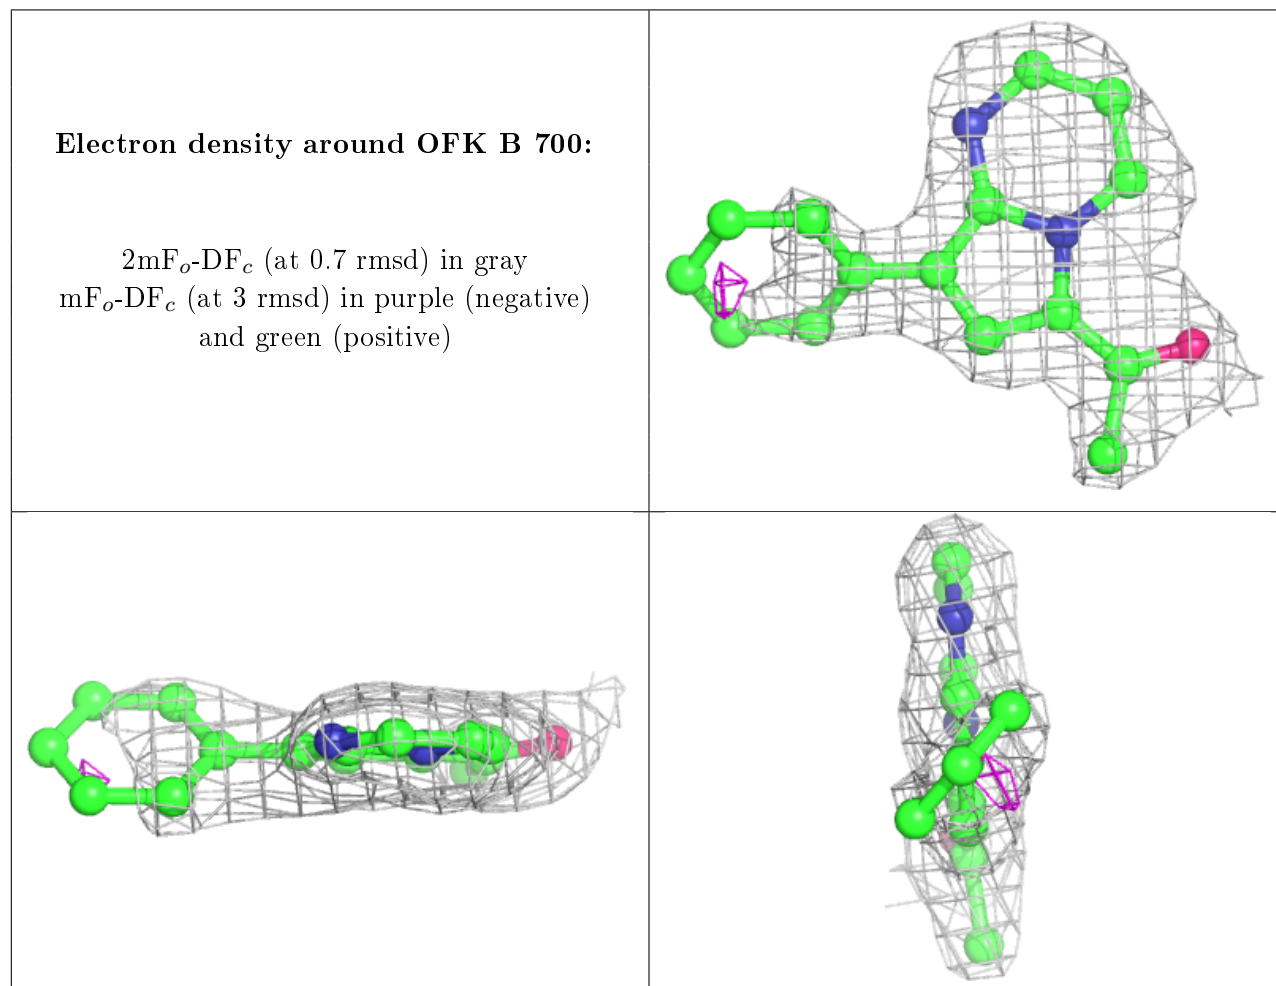 Electron density around OFK B 700:
2mFo-DFc (at 0.7 rmsd) in gray
mFo-DFc (at 3 rmsd) in purple (negative)
and green (positive)